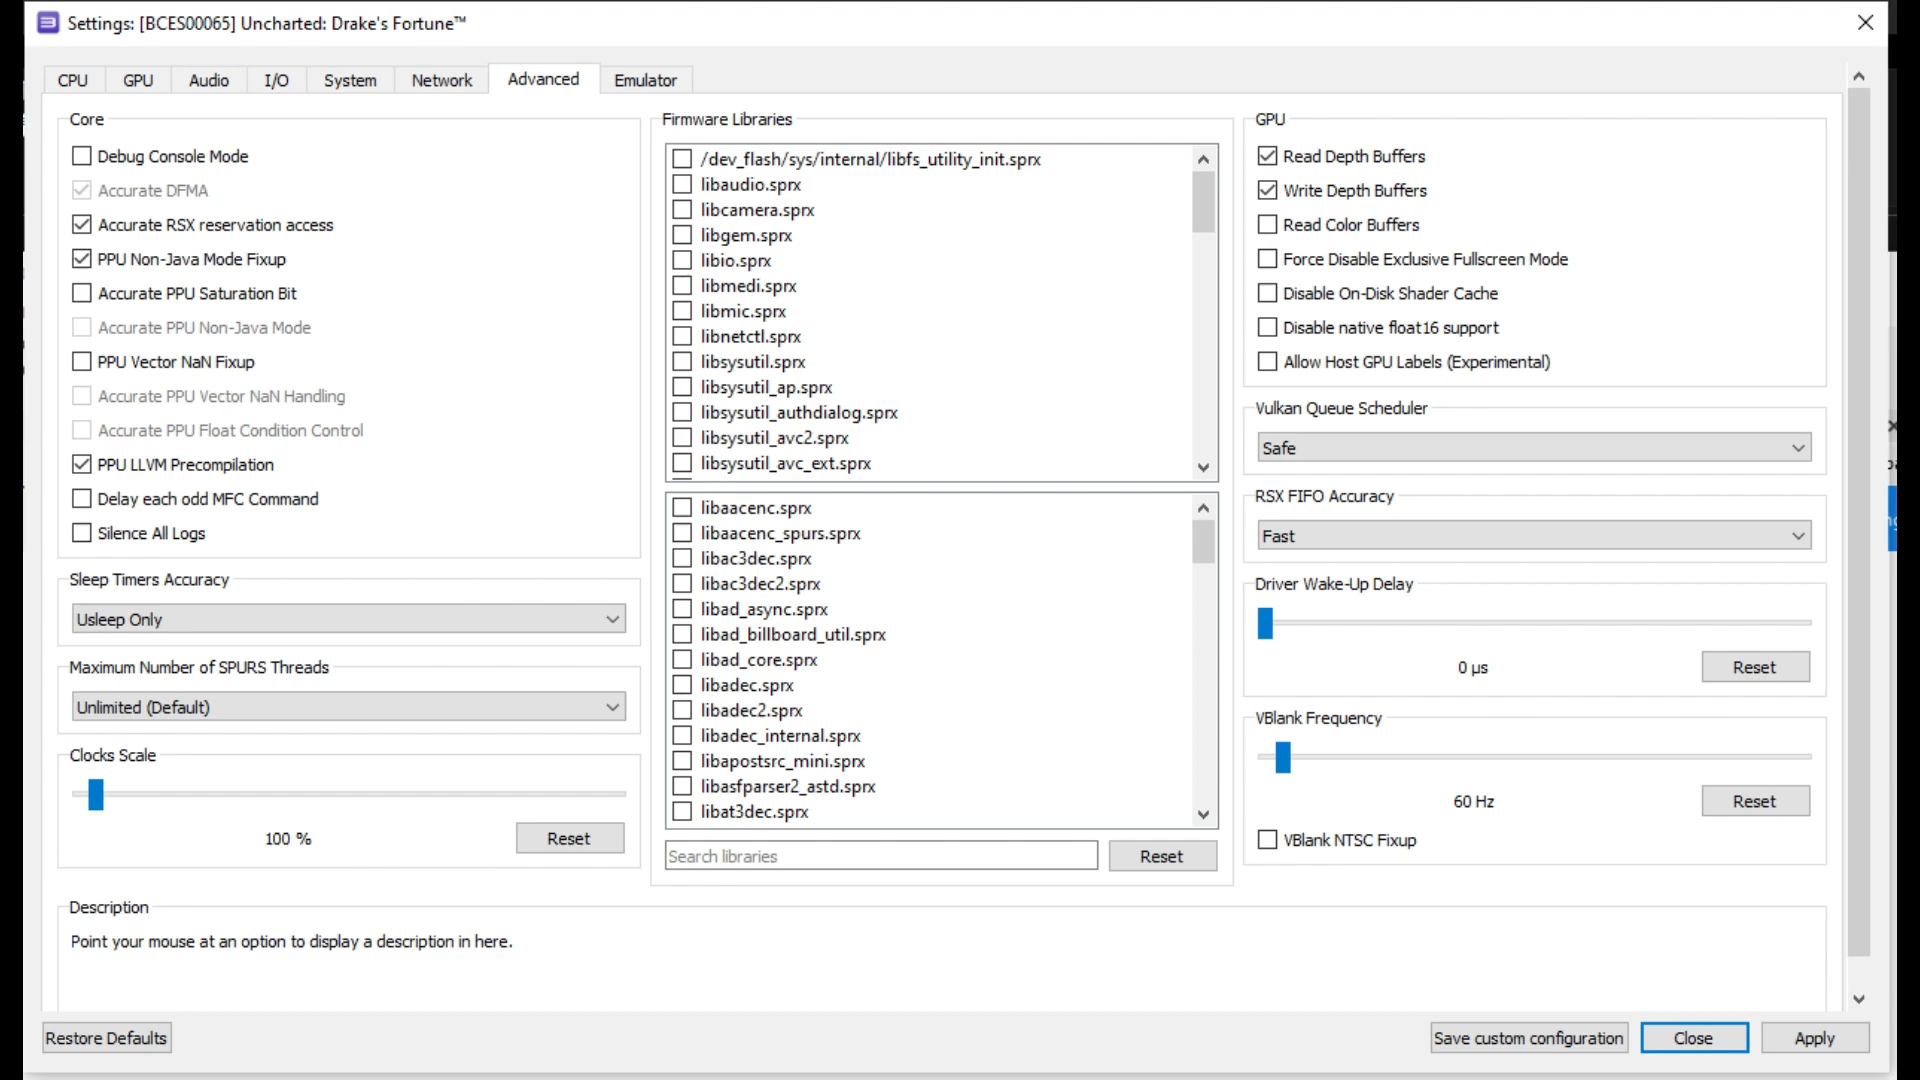 Settings: [BCES00065] Uncharted: Drake's Fortune™
CPU
GPU
Audio
I/O
System
Network
Advanced
Emulator
Core
Debug Console Mode
Accurate DFMA
Accurate RSX reservation access
PPU Non-Java Mode Fixup
Accurate PPU Saturation Bit
Accurate PPU Non-Java Mode
PPU Vector NaN Fixup
Accurate PPU Vector NaN Handling
Accurate PPU Float Condition Control
PPU LLVM Precompilation
Delay each odd MFC Command
Silence All Logs
Sleep Timers Accuracy
Usleep Only
Maximum Number of SPURS Threads
Unlimited (Default)
Clocks Scale
100 %
Reset
Firmware Libraries
/dev_flash/sys/internal/libfs_utility_init.sprx
libaudio.sprx
libcamera.sprx
libgem.sprx
libio.sprx
libmedi.sprx
libmic.sprx
libnetctl.sprx
libsysutil.sprx
libsysutil_ap.sprx
libsysutil_authdialog.sprx
libsysutil_avc2.sprx
libsysutil_avc_ext.sprx
libaacenc.sprx
libaacenc_spurs.sprx
libac3dec.sprx
libac3dec2.sprx
libad_async.sprx
libad_billboard_util.sprx
libad_core.sprx
libadec.sprx
libadec2.sprx
libadec_internal.sprx
libapostsrc_mini.sprx
libasfparser2_astd.sprx
libat3dec.sprx
Search libraries
Reset
GPU
Read Depth Buffers
Write Depth Buffers
Read Color Buffers
Force Disable Exclusive Fullscreen Mode
Disable On-Disk Shader Cache
Disable native float16 support
Allow Host GPU Labels (Experimental)
Vulkan Queue Scheduler
Safe
RSX FIFO Accuracy
Fast
Driver Wake-Up Delay
0 µs
Reset
VBlank Frequency
60 Hz
Reset
VBlank NTSC Fixup
Description
Point your mouse at an option to display a description in here.
Restore Defaults
Save custom configuration
Close
Apply